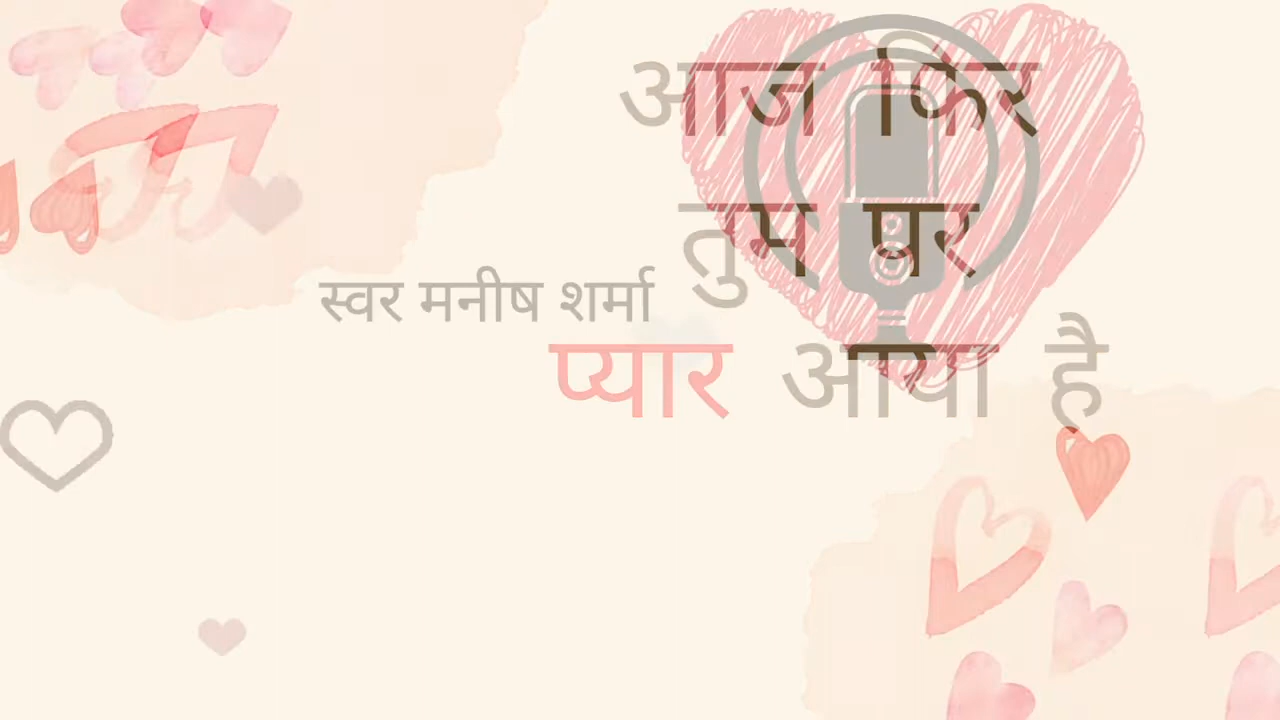 आज फिर
तुम पर
स्वर मनीष शर्मा
प्यार आया है